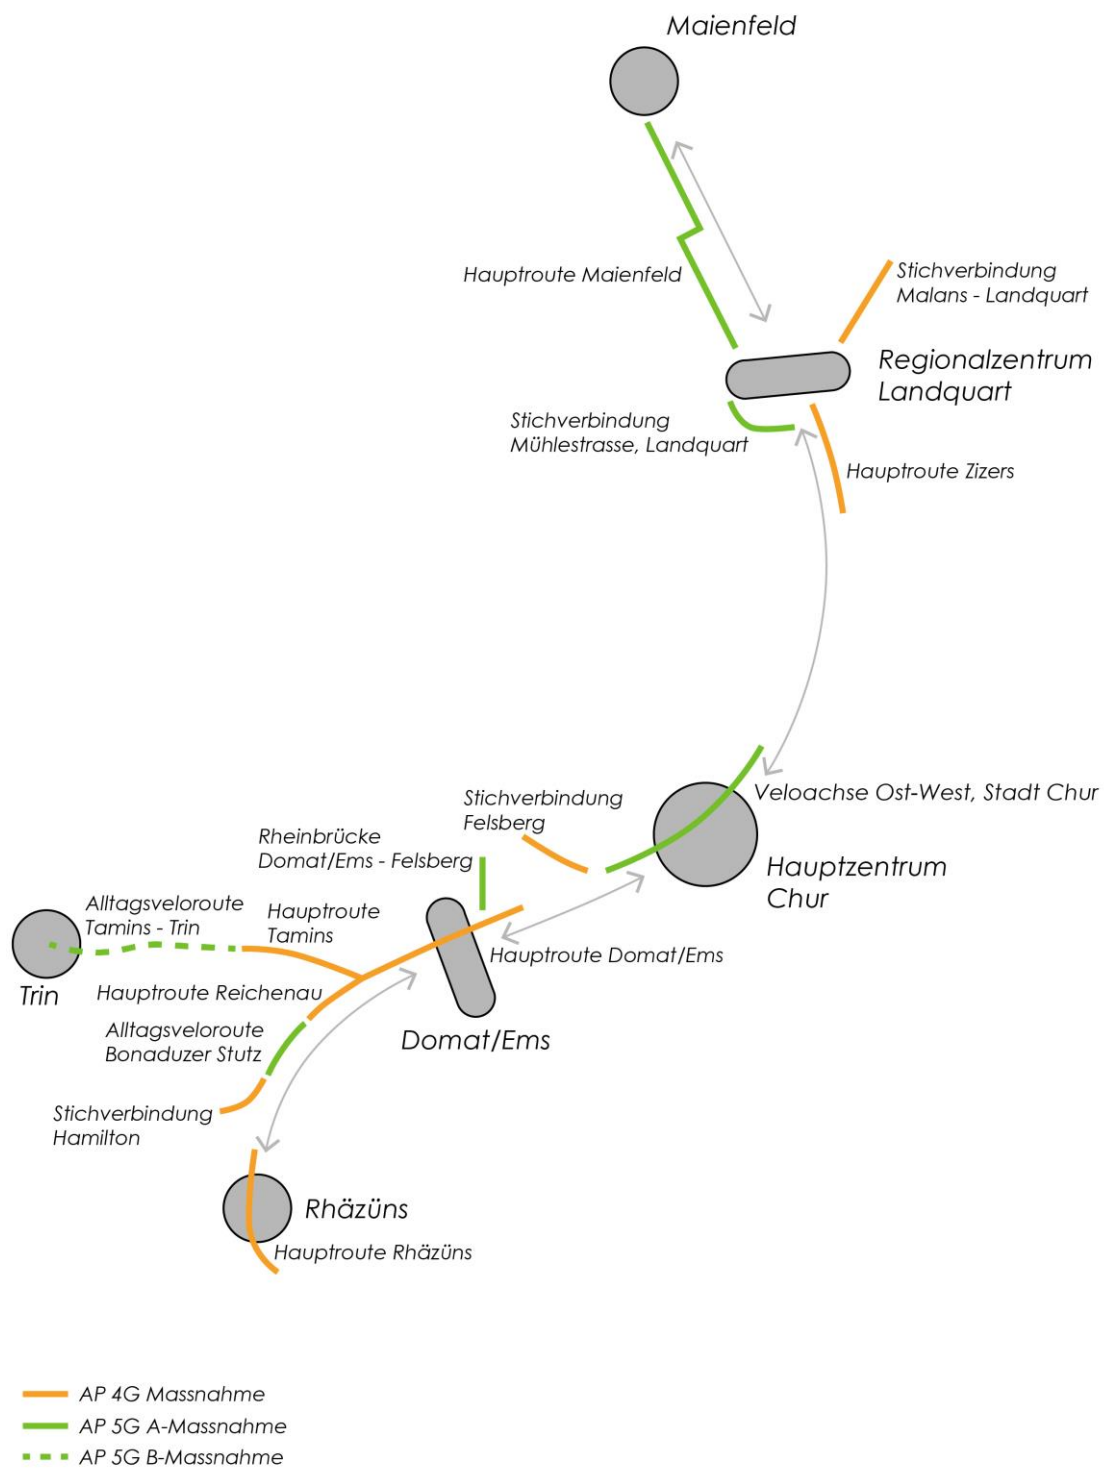 Maienfeld
Hauptroute Maienfeld
Stichverbindung
Malans - Landquart
Regionalzentrum
Landquart
Stichverbindung
Mühlestrasse, Landquart
Hauptroute Zizers
Veloachse Ost-West, Stadt Chur
Stichverbindung
Felsberg
Hauptzentrum
Chur
Rheinbrücke
Domat/Ems - Felsberg
Alltagsveloroute
Tamins - Trin
Hauptroute
Tamins
Hauptroute Domat/Ems
Trin
Hauptroute Reichenau
Alltagsveloroute
Bonaduzer Stutz
Domat/Ems
Stichverbindung
Hamilton
Rhäzüns
Hauptroute Rhäzüns
AP 4G Massnahme
AP 5G A-Massnahme
AP 5G B-Massnahme